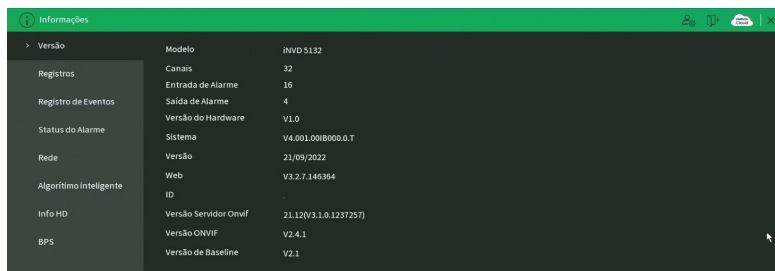 Informações
Cloud
Versão
Registros
Registro de Eventos
Status do Alarme
Rede
Algorítimo inteligente
Info HD
BPS
Modelo iNVD 5132
Canais 32
Entrada de Alarme 16
Saída de Alarme 4
Versão do Hardware V1.0
Sistema V4.001.00IB000.0.T
Versão 21/09/2022
Web V3.2.7.146364
ID
Versão Servidor Onvif 21.12(V3.1.0.1237257)
Versão ONVIF V2.4.1
Versão de Baseline V2.1